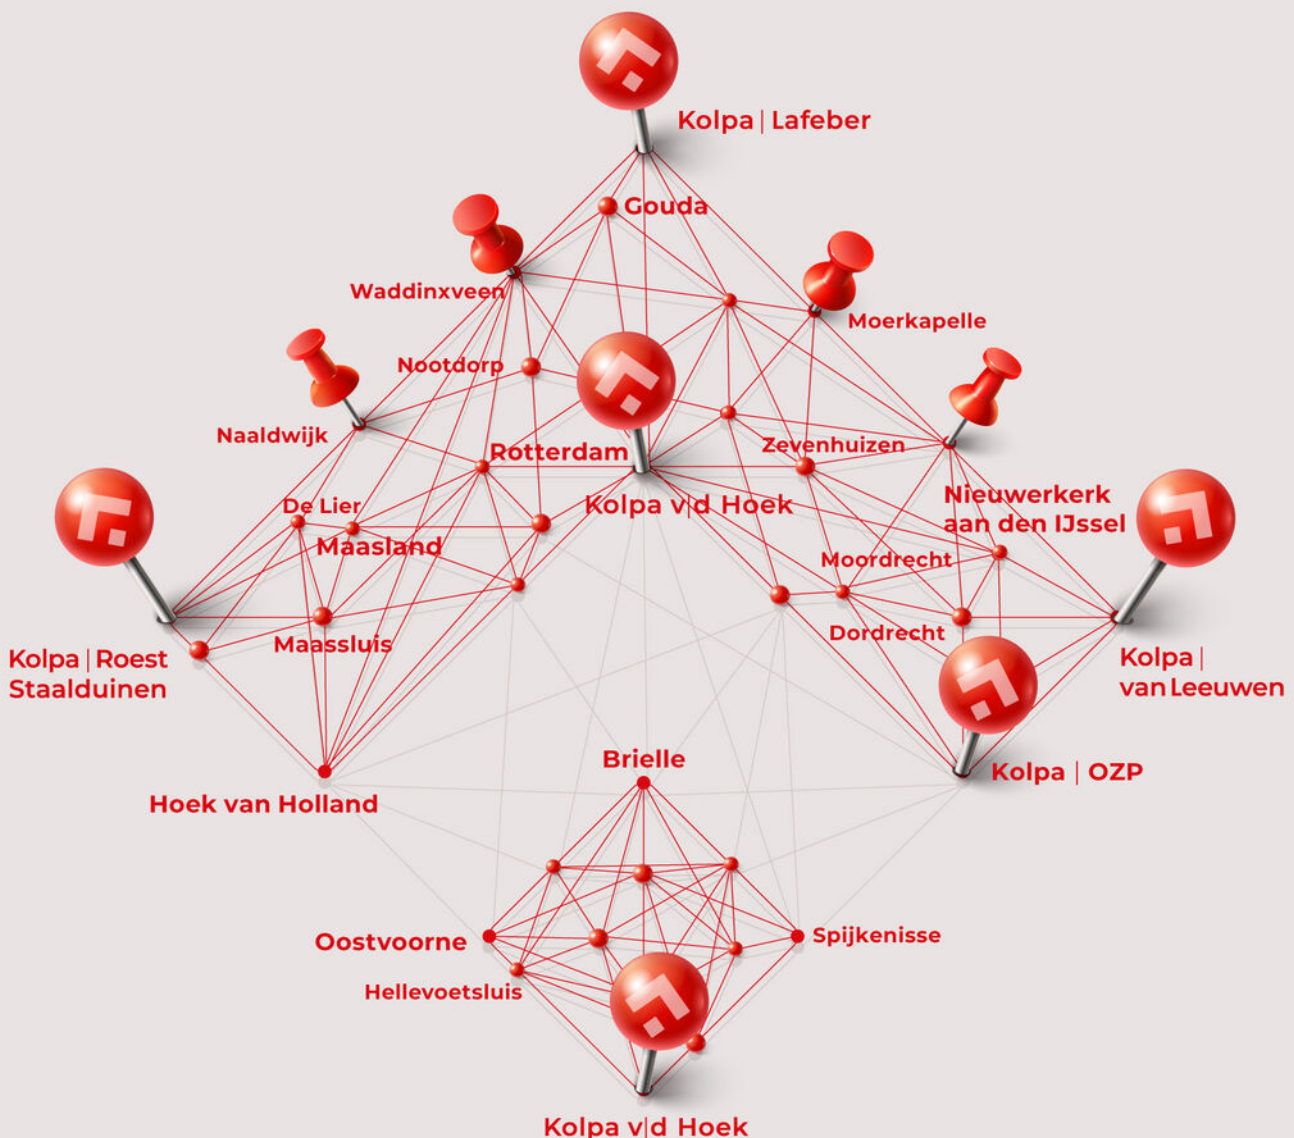 Kolpa | Lafeber
Gouda
Waddinxveen
Moerkapelle
Nootdorp
Naaldwijk
Rotterdam
Zevenhuizen
Kolpa v|d Hoek
Nieuwerkerk
aan den IJssel
De Lier
Maasland
Moordrecht
Maassluis
Dordrecht
Kolpa | Roest
Staalduinen
Kolpa |
van Leeuwen
Brielle
Kolpa | OZP
Hoek van Holland
Oostvoorne
Spijkenisse
Hellevoetsluis
Kolpa v|d Hoek